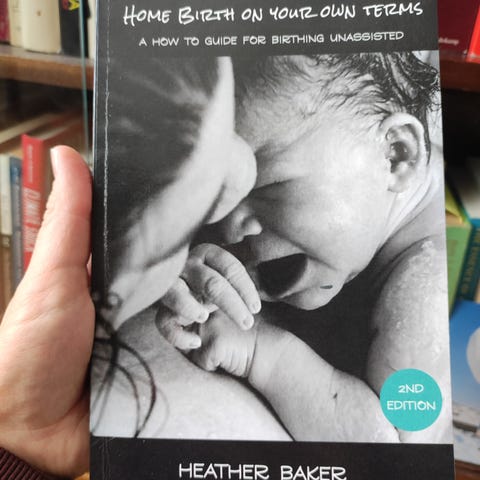 HOME BIRTH ON YOUR OWN TERMS
A HOW TO GUIDE FOR BIRTHING UNASSISTED
2ND
EDITION
HEATHER BAKER